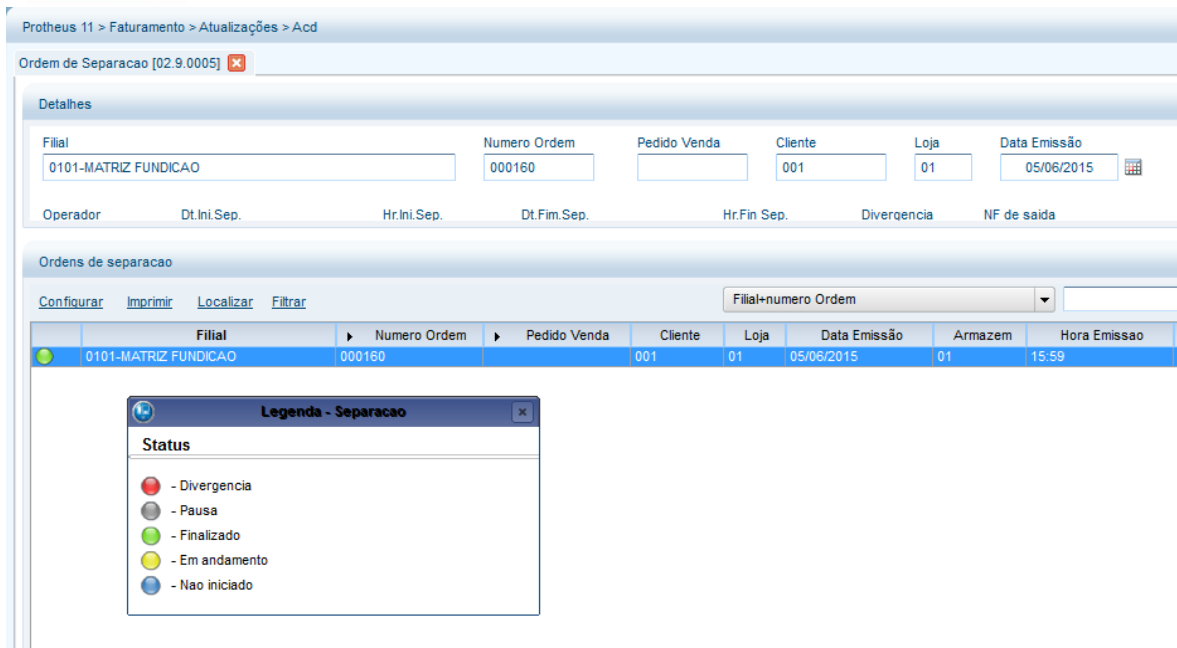 Protheus 11 > Faturamento > Atualizações > Acd
Ordem de Separacao [02.9.0005]
Detalhes
Filial Numero Ordem Pedido Venda Cliente Loja Data Emissão
0101-MATRIZ FUNDICAO 000160 001 01 05/06/2015
Operador Dt.Ini.Sep. Hr.Ini.Sep. Dt.Fim.Sep. Hr.Fin Sep. Divergencia NF de saida
Ordens de separacao
Configurar Imprimir Localizar Filtrar Filial+numero Ordem
Filial Numero Ordem Pedido Venda Cliente Loja Data Emissão Armazem Hora Emissao
0101-MATRIZ FUNDICAO 000160 001 01 05/06/2015 01 15:59
Legenda - Separacao
Status
- Divergencia
- Pausa
- Finalizado
- Em andamento
- Nao iniciado